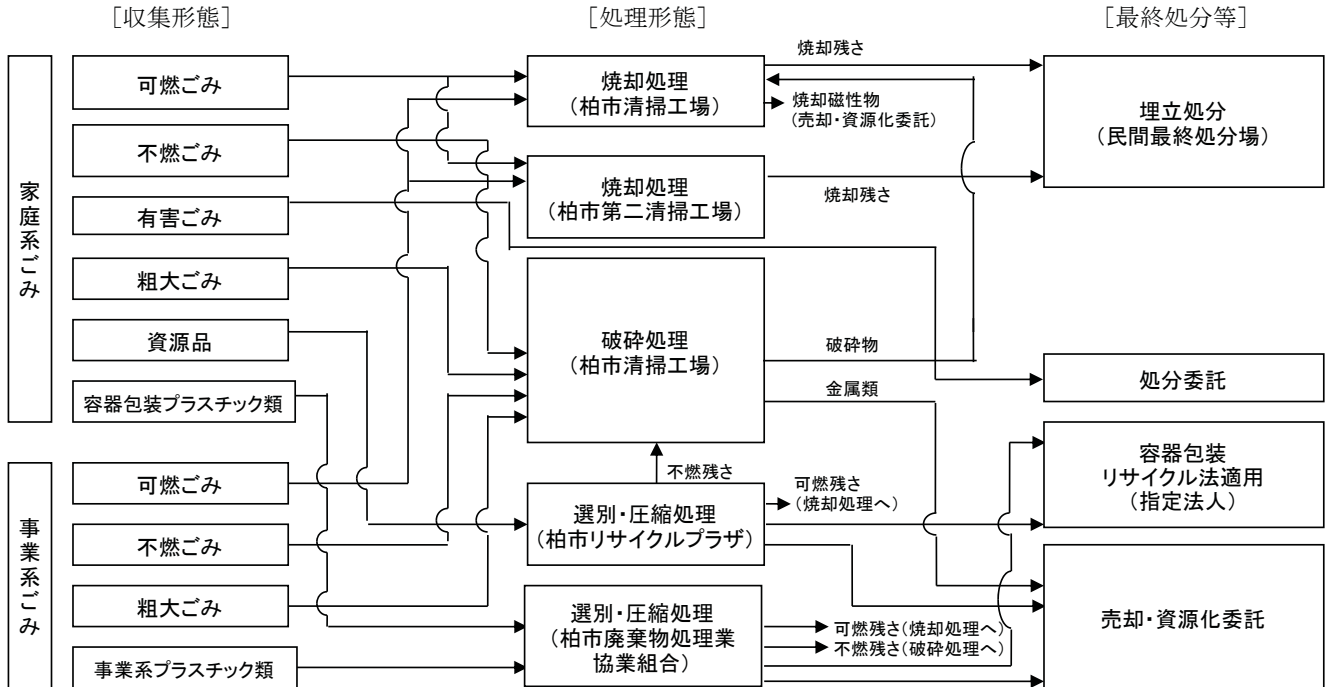 ［収集形態］
［処理形態］
［最終処分等］
家庭系ごみ
可燃ごみ
不燃ごみ
有害ごみ
粗大ごみ
資源品
容器包装プラスチック類
事業系ごみ
可燃ごみ
不燃ごみ
粗大ごみ
事業系プラスチック類
焼却処理
（柏市清掃工場）
焼却残さ
焼却磁性物
（売却・資源化委託）
焼却処理
（柏市第二清掃工場）
焼却残さ
破砕処理
（柏市清掃工場）
破砕物
金属類
不燃残さ
選別・圧縮処理
（柏市リサイクルプラザ）
可燃残さ
（焼却処理へ）
選別・圧縮処理
（柏市廃棄物処理業
協業組合）
可燃残さ（焼却処理へ）
不燃残さ（破砕処理へ）
埋立処分
（民間最終処分場）
処分委託
容器包装
リサイクル法適用
（指定法人）
売却・資源化委託